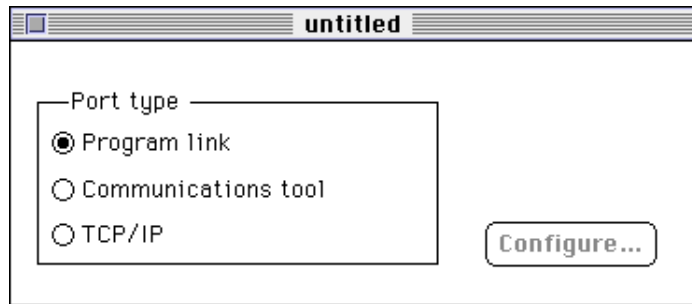 untitled
Port type
Program link
Communications tool
TCP/IP
Configure...